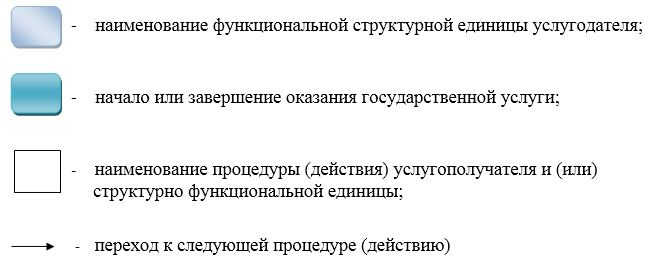 - наименование функциональной структурной единицы услугодателя;
- начало или завершение оказания государственной услуги;
- наименование процедуры (действия) услугополучателя и (или)
структурно функциональной единицы;
- переход к следующей процедуре (действию)